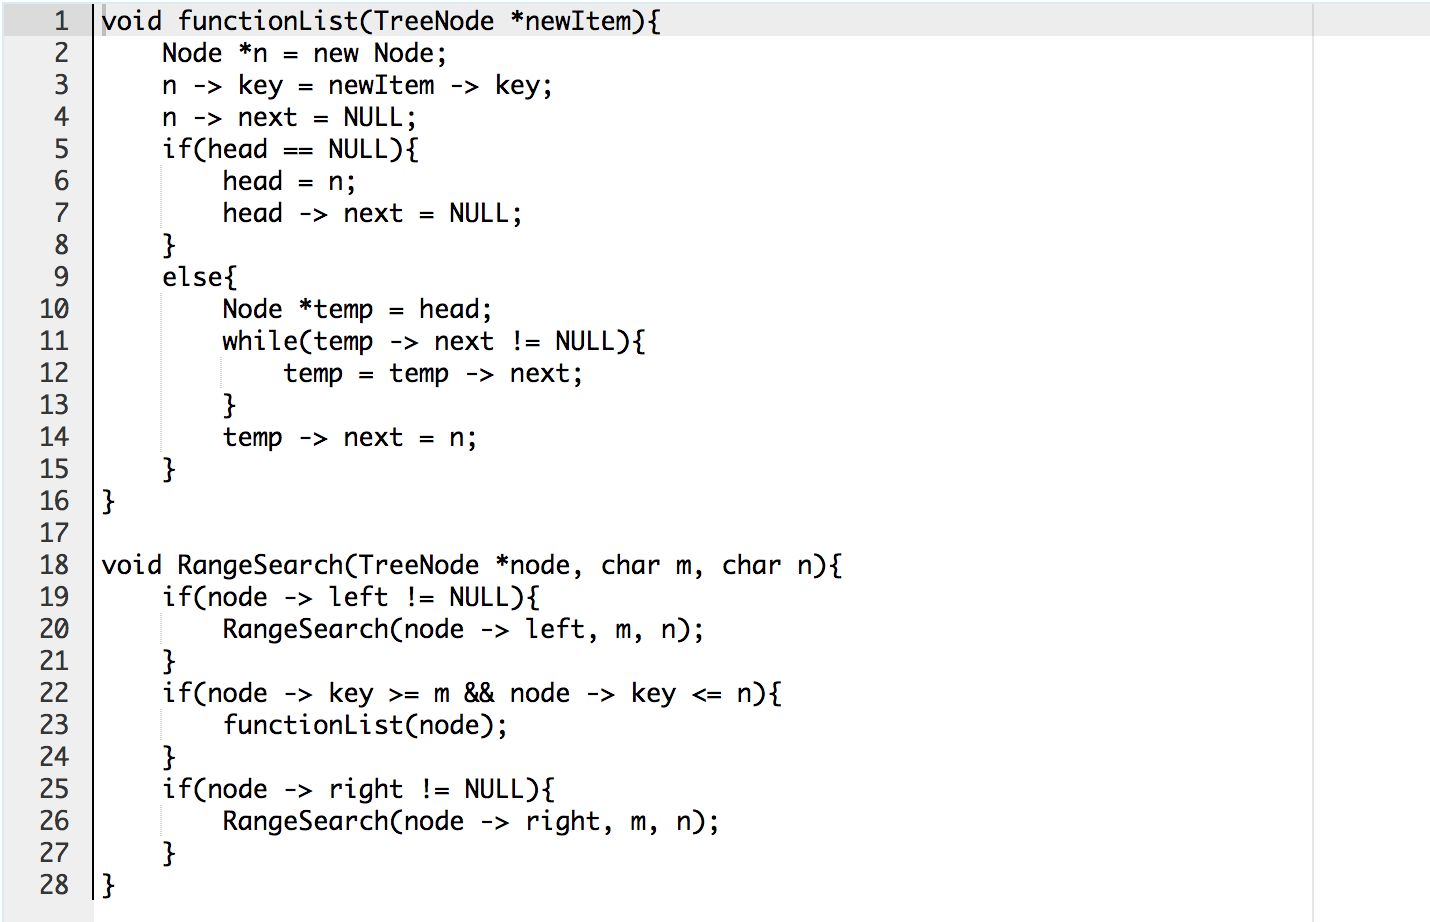 1 void functionList(TreeNode *newItem){
2     Node *n = new Node;
3     n -> key = newItem -> key;
4     n -> next = NULL;
5     if(head == NULL){
6         head = n;
7         head -> next = NULL;
8     }
9     else{
10         Node *temp = head;
11         while(temp -> next != NULL){
12             temp = temp -> next;
13         }
14         temp -> next = n;
15     }
16 }
17
18 void RangeSearch(TreeNode *node, char m, char n){
19     if(node -> left != NULL){
20         RangeSearch(node -> left, m, n);
21     }
22     if(node -> key >= m && node -> key <= n){
23         functionList(node);
24     }
25     if(node -> right != NULL){
26         RangeSearch(node -> right, m, n);
27     }
28 }